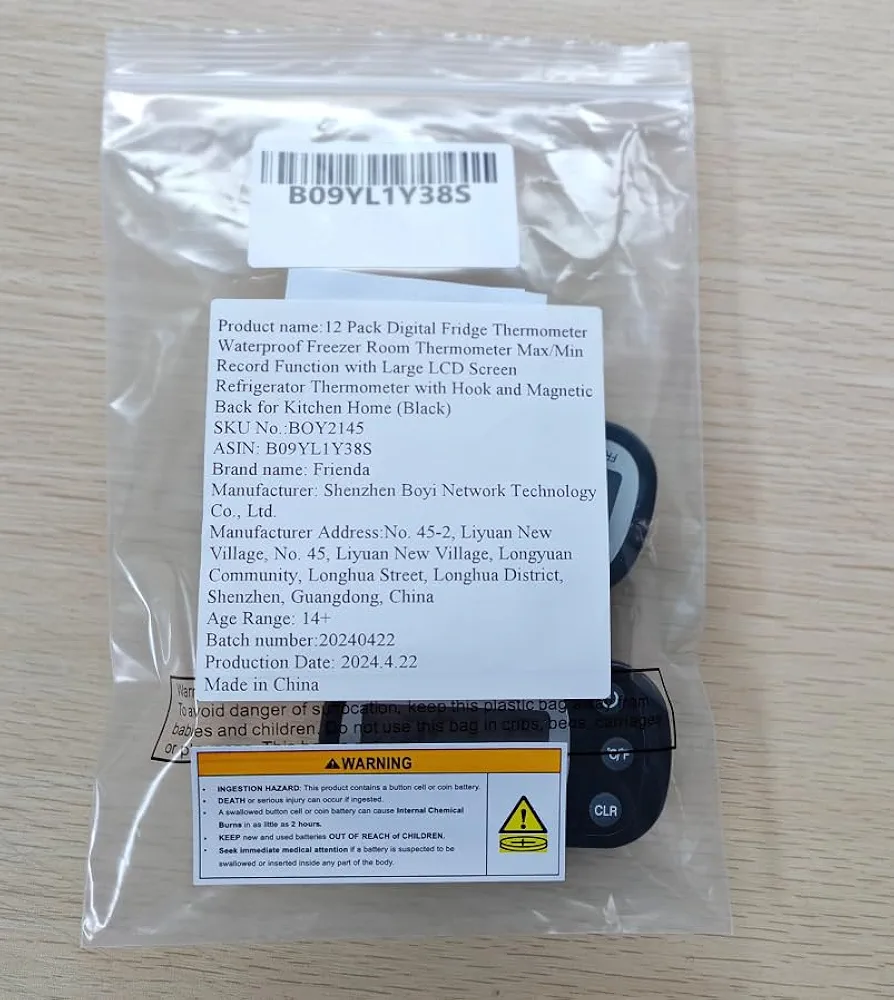 B09YL1Y38S
Product name:12 Pack Digital Fridge Thermometer
Waterproof Freezer Room Thermometer Max/Min
Record Function with Large LCD Screen
Refrigerator Thermometer with Hook and Magnetic
Back for Kitchen Home (Black)
SKU No.:BOY2145
ASIN: B09YL1Y38S
Brand name: Frienda
Manufacturer: Shenzhen Boyi Network Technology
Co., Ltd.
Manufacturer Address:No. 45-2, Liyuan New
Village, No. 45, Liyuan New Village, Longyuan
Community, Longhua Street, Longhua District,
Shenzhen, Guangdong, China
Age Range: 14+
Batch number:20240422
Production Date: 2024.4.22
Made in China
FR
To avoid danger of suffocation, keep this plastic bag away from
babies and children. Do not use this bag in cribs, beds, carriages
or
°C/°F
CLR
WARNING
INGESTION HAZARD: This product contains a button cell or coin battery.
DEATH or serious injury can occur if ingested.
A swallowed button cell or coin battery can cause Internal Chemical
Burns in as little as 2 hours.
KEEP new and used batteries OUT OF REACH of CHILDREN.
Seek immediate medical attention if a battery is suspected to be
swallowed or inserted inside any part of the body.